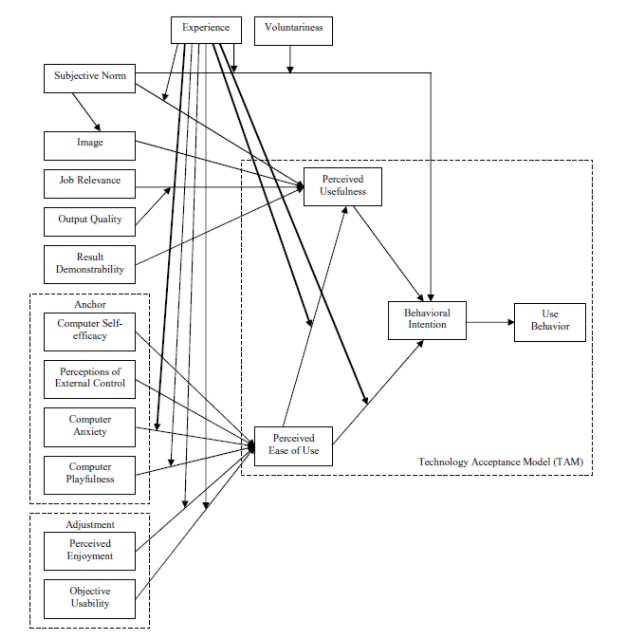 Experience
Voluntariness
Subjective Norm
Image
Job Relevance
Perceived
Usefulness
Output Quality
Result
Demonstrability
Anchor
Computer Self-
efficacy
Behavioral
Intention
Use
Behavior
Perceptions of
External Control
Computer
Anxiety
Perceived
Ease of Use
Technology Acceptance Model (TAM)
Computer
Playfulness
Adjustment
Perceived
Enjoyment
Objective
Usability